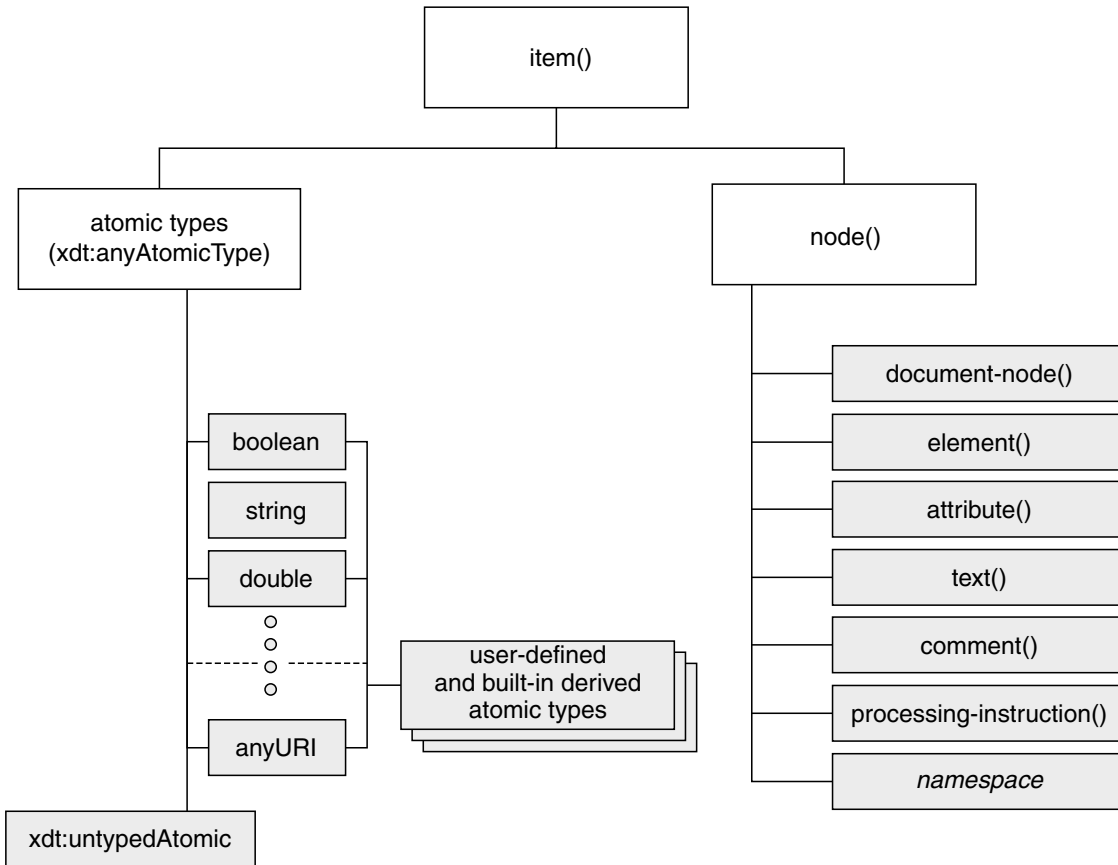 item()
atomic types
(xdt:anyAtomicType)
node()
document-node()
boolean
element()
string
attribute()
double
text()
user-defined
and built-in derived
atomic types
comment()
processing-instruction()
anyURI
namespace
xdt:untypedAtomic